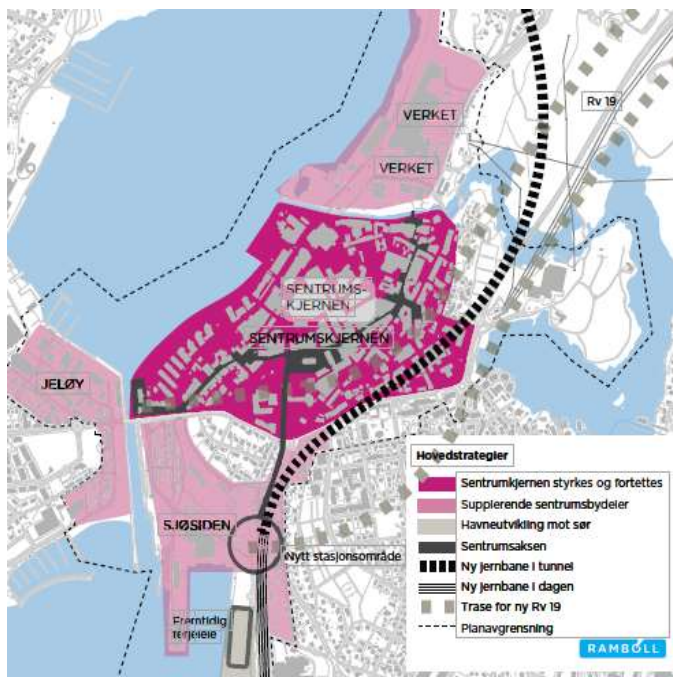 Rv 19
VERKET
VERKET
SENTRUMS-
KJERNEN
SENTRUMSKJERNEN
JELØY
SJØSIDEN
Nytt stasjonsområde
Fremtidig
ferjeleie
Hovedstrategier
Sentrumkjernen styrkes og fortettes
Supplerende sentrumsbydeler
Havneutvikling mot sør
Sentrumsaksen
Ny jernbane i tunnel
Ny jernbane i dagen
Trase for ny Rv 19
Planavgrensning
RAMBOLL